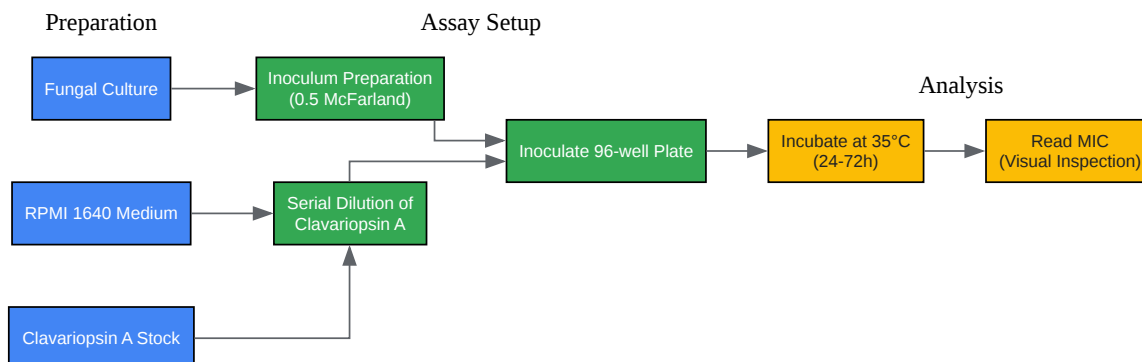 Preparation
Assay Setup
Fungal Culture
Inoculum Preparation
(0.5 McFarland)
Analysis
Inoculate 96-well Plate
Incubate at 35°C
(24-72h)
Read MIC
(Visual Inspection)
RPMI 1640 Medium
Serial Dilution of
Clavariopsin A
Clavariopsin A Stock